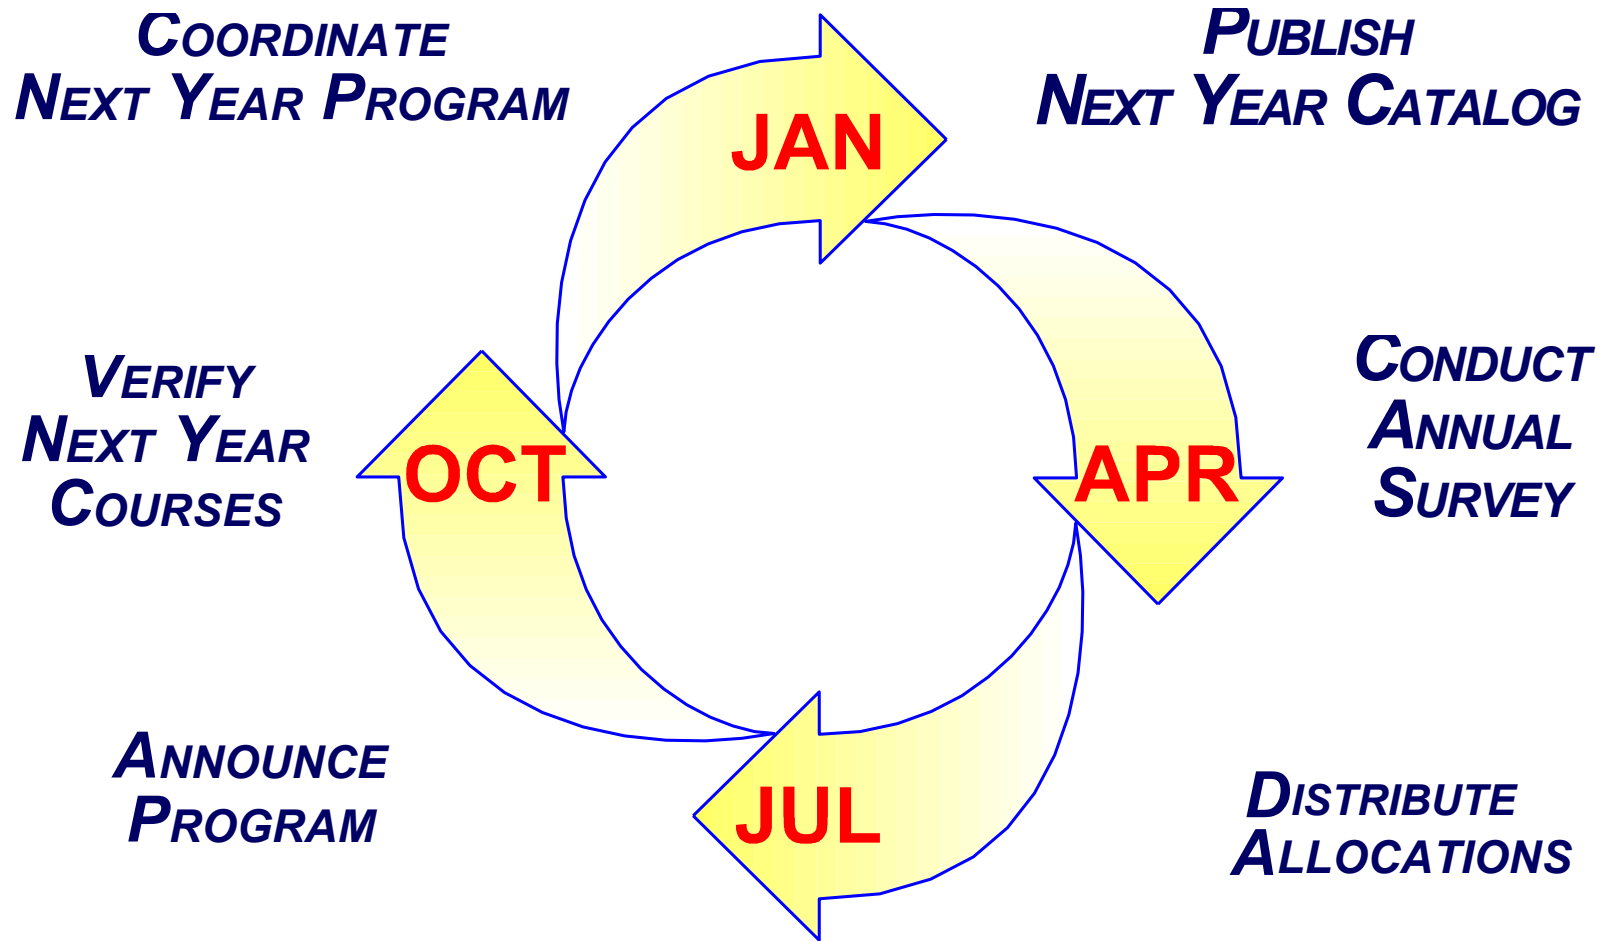 COORDINATE
NEXT YEAR PROGRAM
PUBLISH
NEXT YEAR CATALOG
JAN
VERIFY
NEXT YEAR
COURSES
OCT
APR
CONDUCT
ANNUAL
SURVEY
ANNOUNCE
PROGRAM
JUL
DISTRIBUTE
ALLOCATIONS